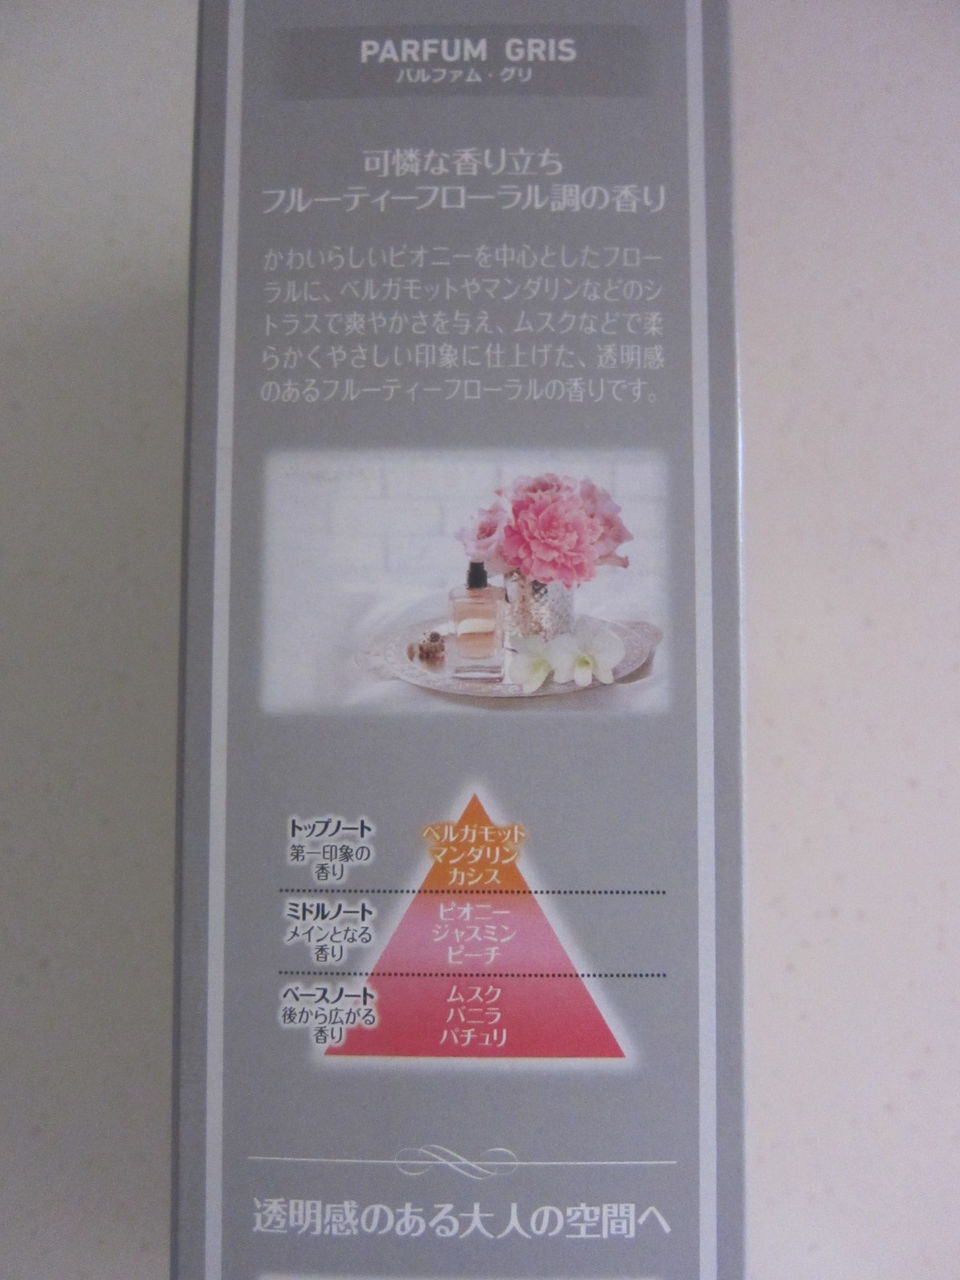 PARFUM GRIS
パルファム・グリ
可憐な香り立ち
フルーティーフローラル調の香り
かわいらしいピオニーを中心としたフロー
ラルに、ベルガモットやマンダリンなどのシ
トラスで爽やかさを与え、ムスクなどで柔
らかくやさしい印象に仕上げた、透明感
のあるフルーティーフローラルの香りです。
トップノート
第一印象の
香り
ベルガモット
マンダリン
カシス
ミドルノート
メインとなる
香り
ピオニー
ジャスミン
ピーチ
ベースノート
後から広がる
香り
ムスク
バニラ
パチュリ
透明感のある大人の空間へ